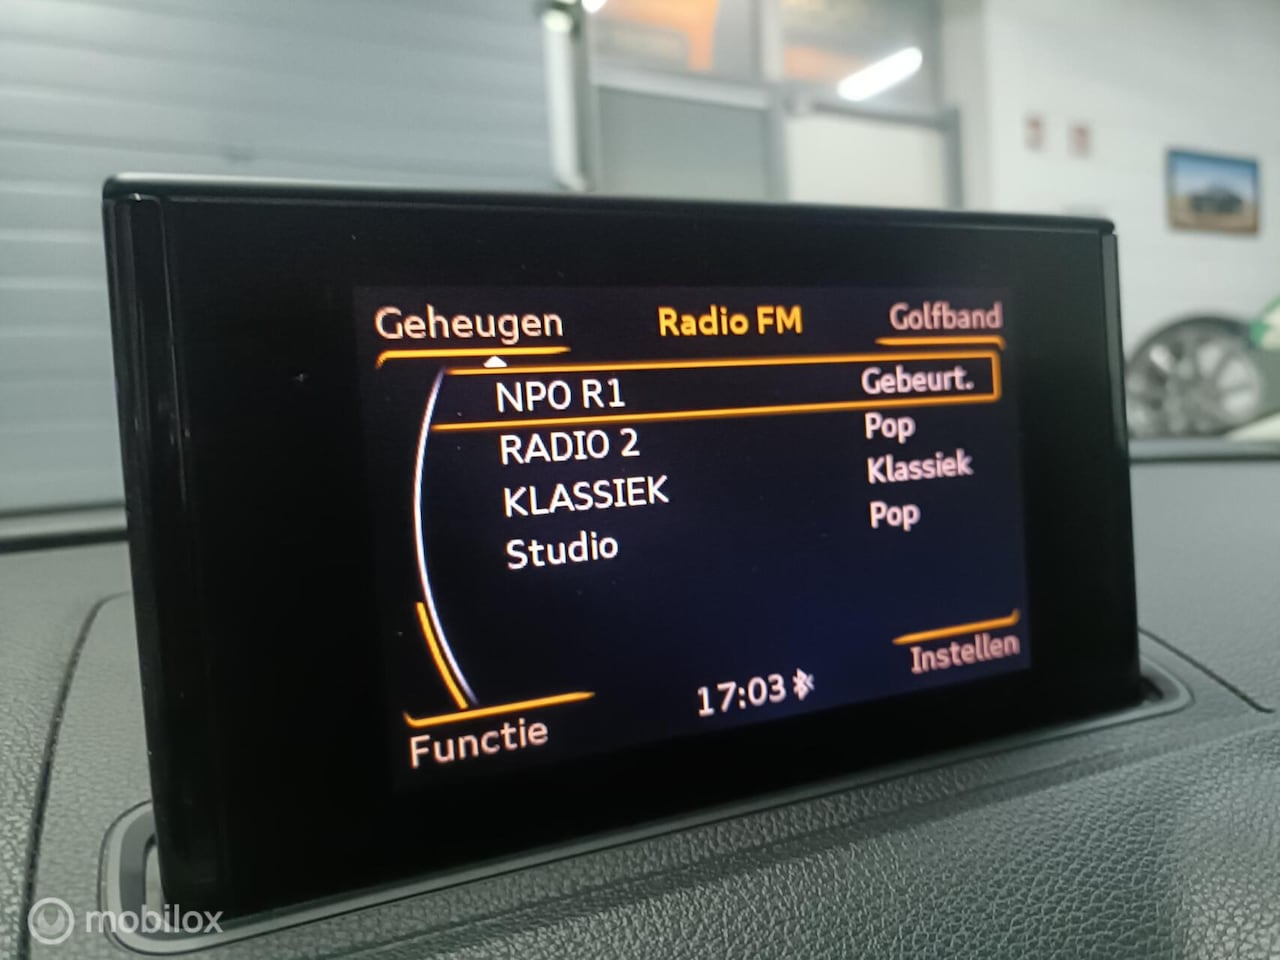 Geheugen Radio FM Golfband
NPO R1 Gebeurt.
RADIO 2 Pop
KLASSIEK Klassiek
Studio Pop
Instellen
17:03
Functie
mobilox